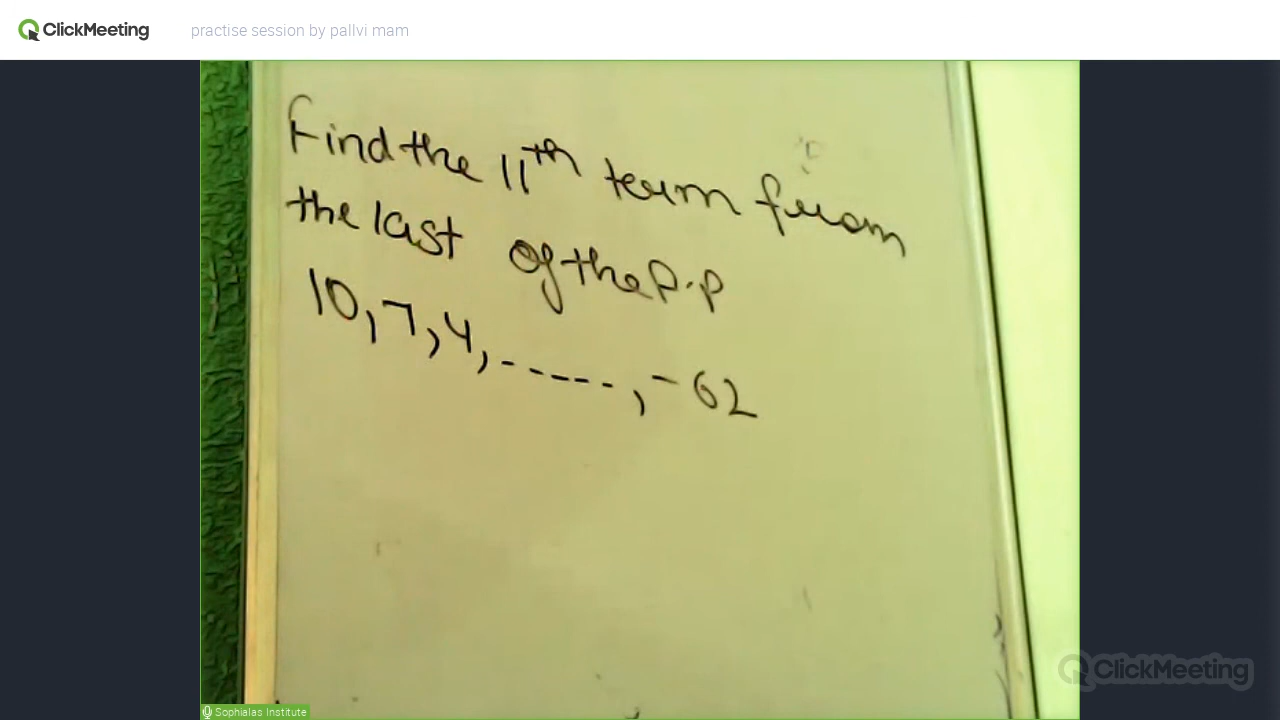 ClickMeeting practise session by pallvi mam
Find the 11th term from
the last of the P.P
10, 7, 4, -----, -62
ClickMeeting
Sophialas Institute